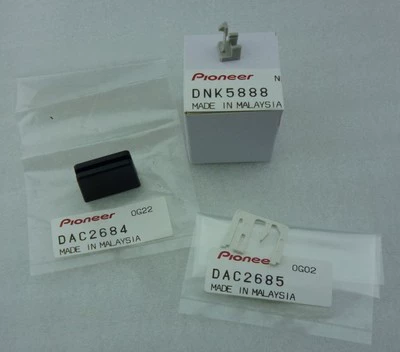 Pioneer N
DNK5888
MADE IN MALAYSIA
Pioneer 0G22
DAC2684
MADE IN MALAYSIA
Pioneer 0G02
DAC2685
MADE IN MALAYSIA